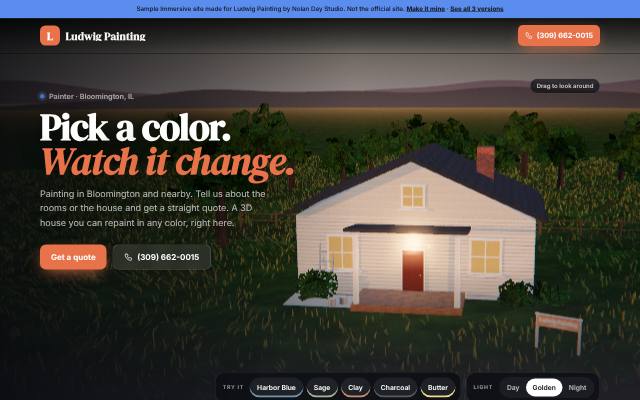 Sample Immersive site made for Ludwig Painting by Nolan Day Studio. Not the official site. Make it mine · See all 3 versions
L Ludwig Painting
(309) 662-0015
Drag to look around
Painter · Bloomington, IL
Pick a color.
Watch it change.
Painting in Bloomington and nearby. Tell us about the
rooms or the house and get a straight quote. A 3D
house you can repaint in any color, right here.
Get a quote
(309) 662-0015
TRY IT Harbor Blue Sage Clay Charcoal Butter
LIGHT Day Golden Night